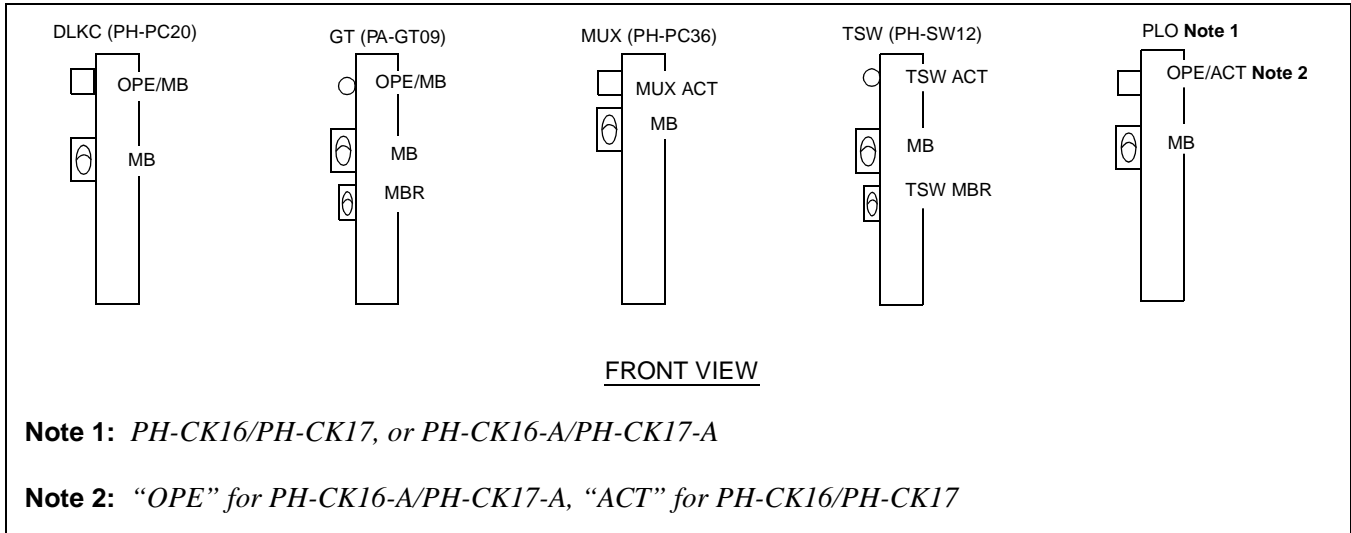 DLKC (PH-PC20)
OPE/MB
MB
GT (PA-GT09)
OPE/MB
MB
MBR
MUX (PH-PC36)
MUX ACT
MB
TSW (PH-SW12)
TSW ACT
MB
TSW MBR
PLO Note 1
OPE/ACT Note 2
MB
FRONT VIEW
Note 1: PH-CK16/PH-CK17, or PH-CK16-A/PH-CK17-A
Note 2: “OPE” for PH-CK16-A/PH-CK17-A, “ACT” for PH-CK16/PH-CK17